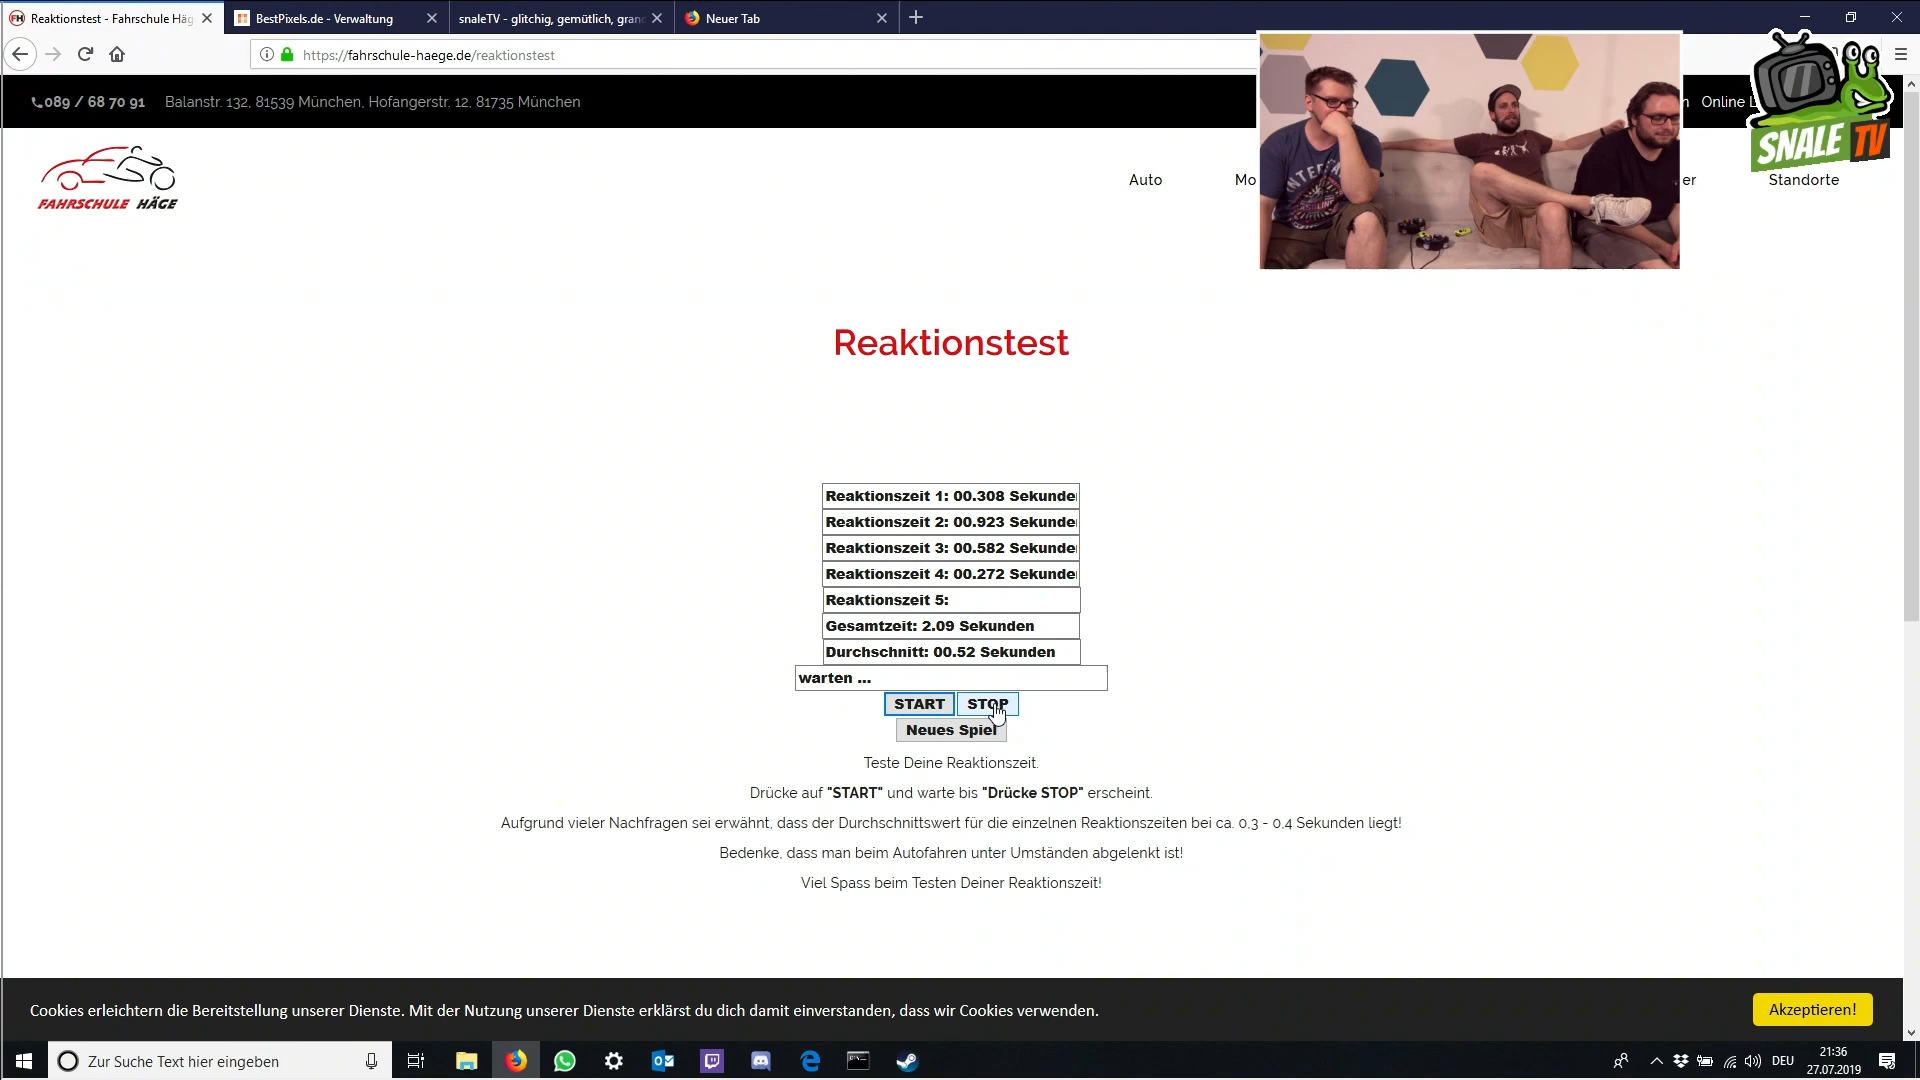 Reaktionstest - Fahrschule Häg
BestPixels.de - Verwaltung
snaleTV - glitchig, gemütlich, gran
Neuer Tab
https://fahrschule-haege.de/reaktionstest
089 / 68 70 91 Balanstr. 132, 81539 München, Hofangerstr. 12, 81735 München
Online
SNALE TV
FAHRSCHULE HÄGE
Auto
Mo
er
Standorte
Reaktionstest
Reaktionszeit 1: 00.308 Sekunde
Reaktionszeit 2: 00.923 Sekunde
Reaktionszeit 3: 00.582 Sekunde
Reaktionszeit 4: 00.272 Sekunde
Reaktionszeit 5:
Gesamtzeit: 2.09 Sekunden
Durchschnitt: 00.52 Sekunden
warten ...
START STOP
Neues Spiel
Teste Deine Reaktionszeit.
Drücke auf "START" und warte bis "Drücke STOP" erscheint.
Aufgrund vieler Nachfragen sei erwähnt, dass der Durchschnittswert für die einzelnen Reaktionszeiten bei ca. 0,3 - 0,4 Sekunden liegt!
Bedenke, dass man beim Autofahren unter Umständen abgelenkt ist!
Viel Spass beim Testen Deiner Reaktionszeit!
Cookies erleichtern die Bereitstellung unserer Dienste. Mit der Nutzung unserer Dienste erklärst du dich damit einverstanden, dass wir Cookies verwenden.
Akzeptieren!
Zur Suche Text hier eingeben
DEU
21:36
27.07.2019